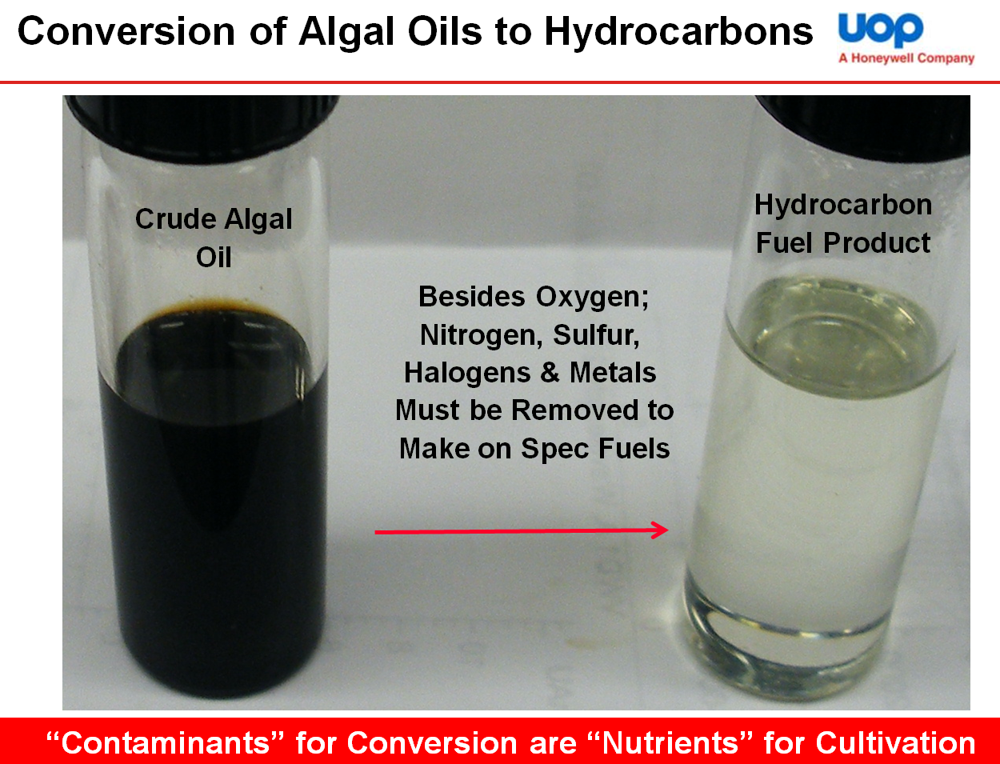 Conversion of Algal Oils to Hydrocarbons
uop
A Honeywell Company
Crude Algal
Oil
Hydrocarbon
Fuel Product
Besides Oxygen;
Nitrogen, Sulfur,
Halogens & Metals
Must be Removed to
Make on Spec Fuels
“Contaminants” for Conversion are “Nutrients” for Cultivation